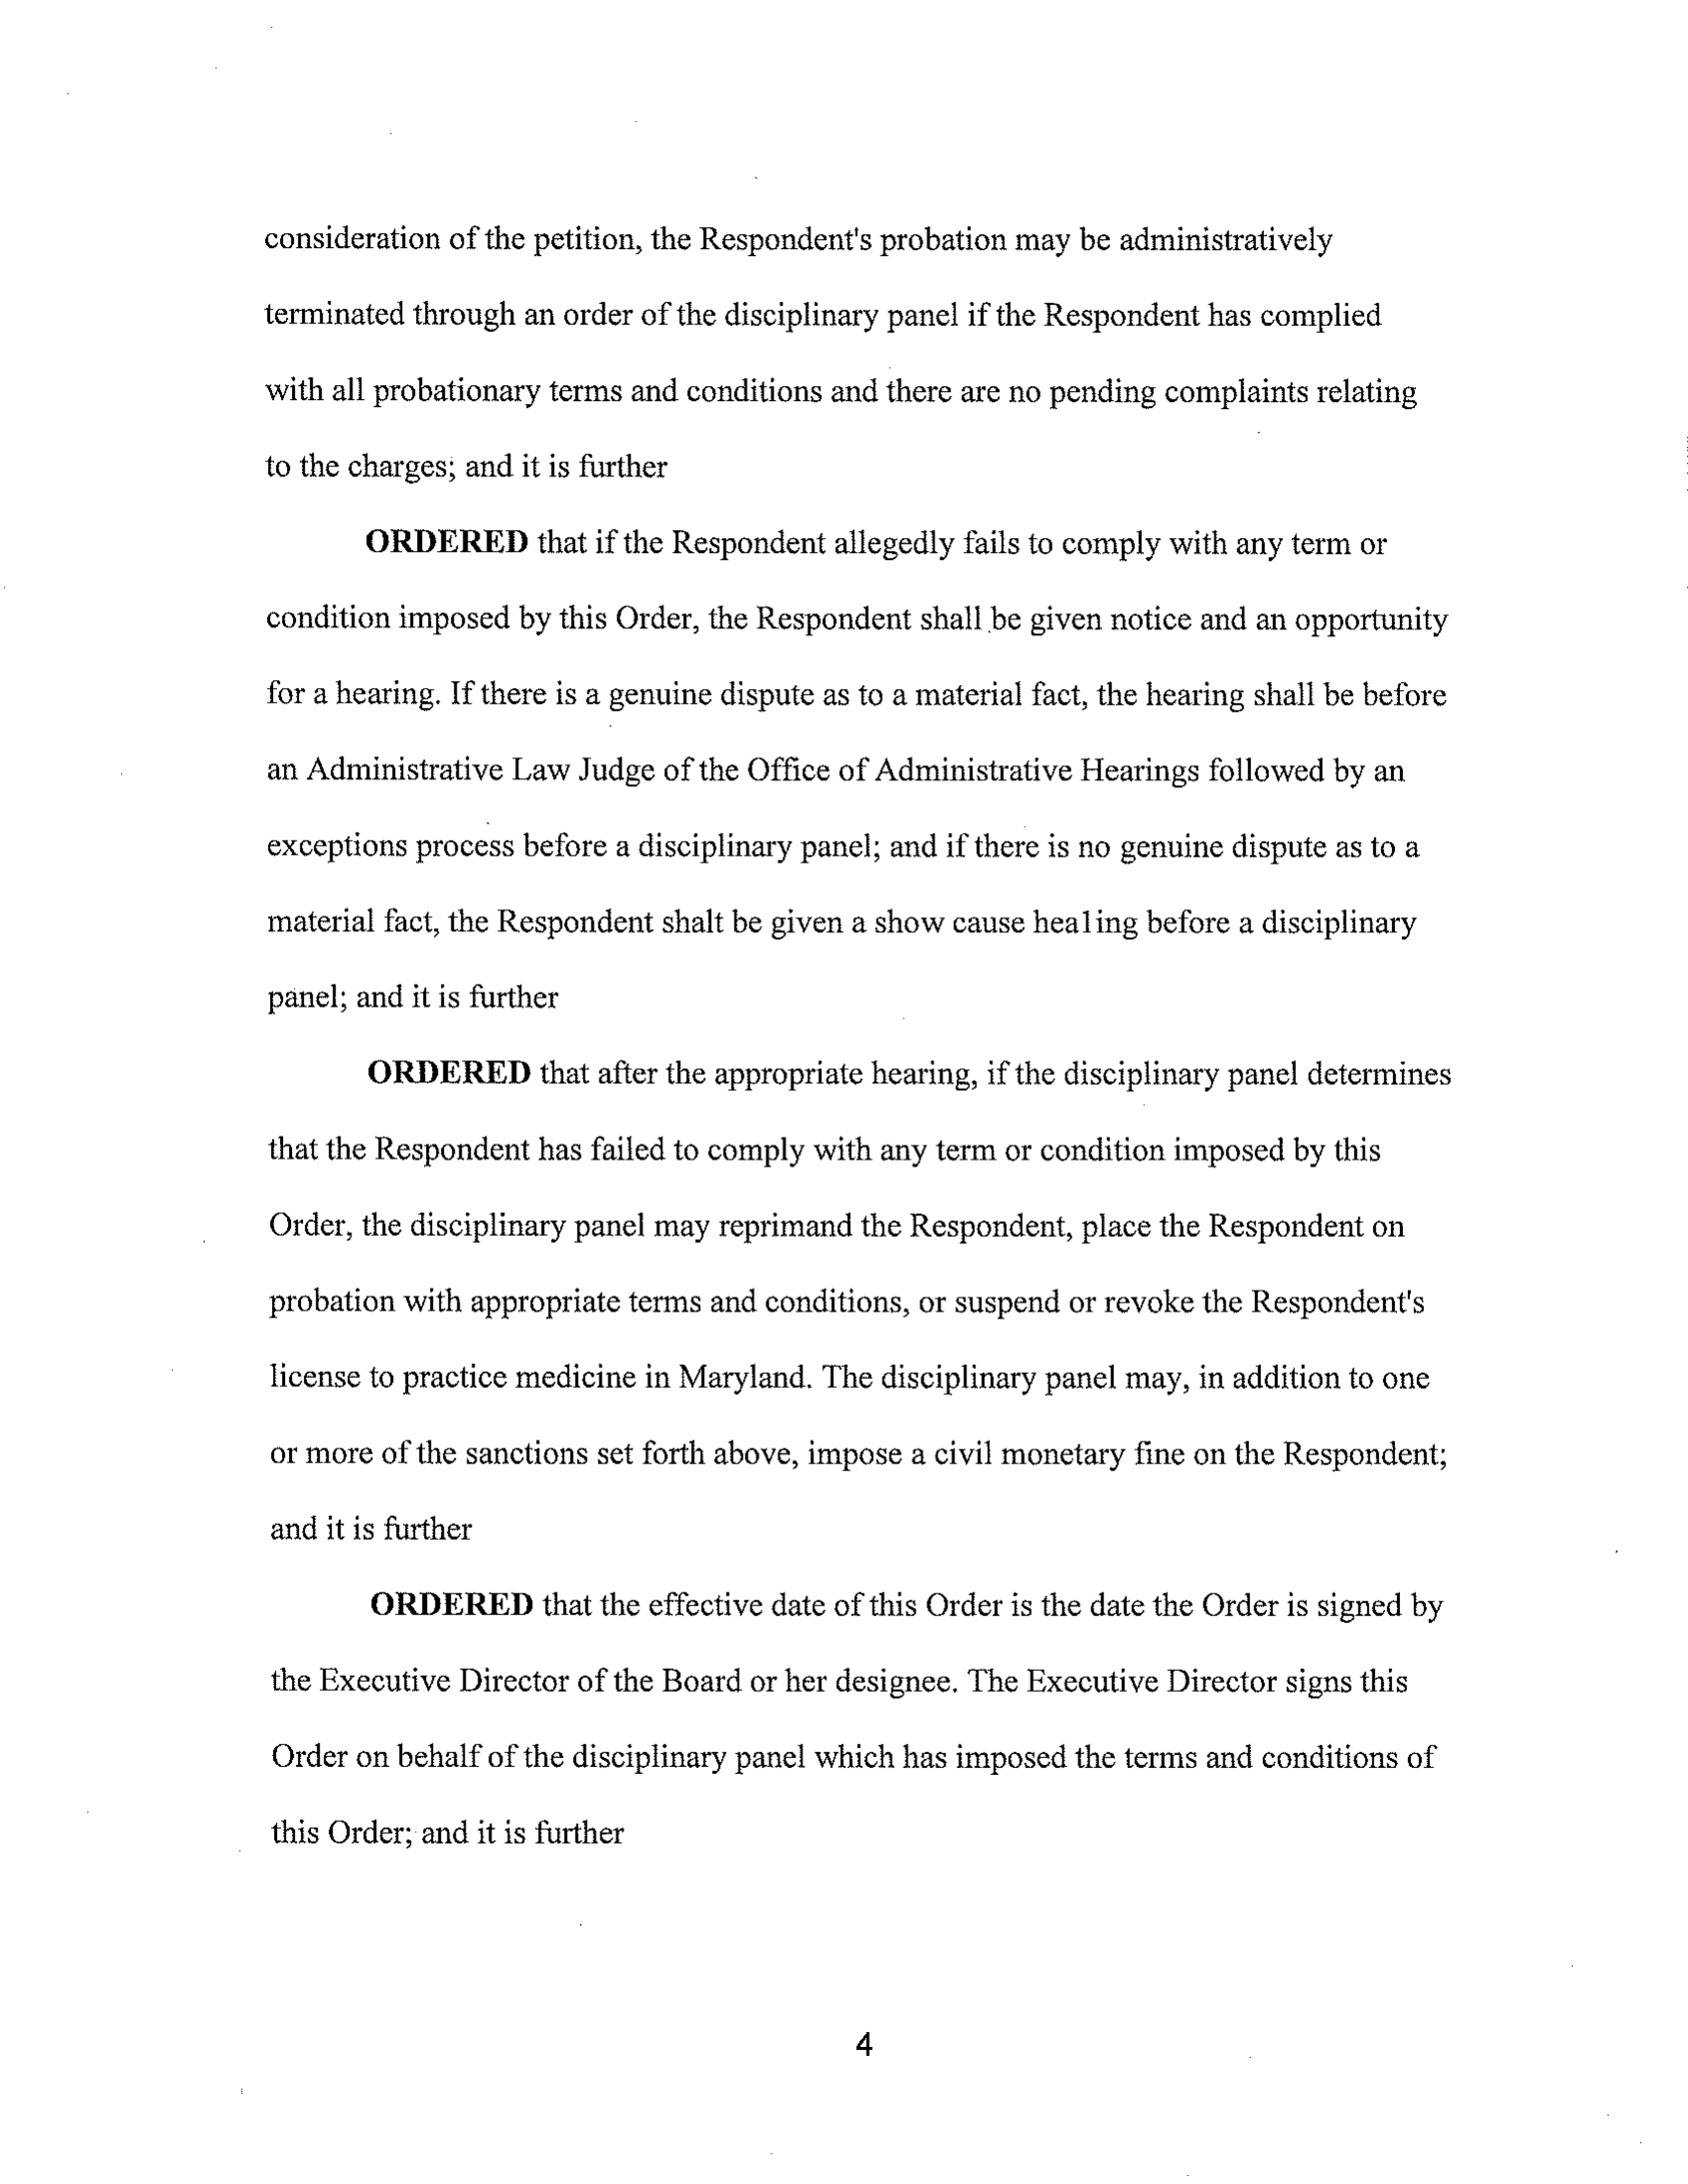 consideration of the petition, the Respondent's probation may be administratively
terminated through an order of the disciplinary panel if the Respondent has complied
with all probationary terms and conditions and there are no pending complaints relating
to the charges; and it is further
ORDERED that if the Respondent allegedly fails to comply with any term or
condition imposed by this Order, the Respondent shall be given notice and an opportunity
for a hearing. If there is a genuine dispute as to a material fact, the hearing shall be before
an Administrative Law Judge of the Office of Administrative Hearings followed by an
exceptions process before a disciplinary panel; and if there is no genuine dispute as to a
material fact, the Respondent shalt be given a show cause healing before a disciplinary
panel; and it is further
ORDERED that after the appropriate hearing, if the disciplinary panel determines
that the Respondent has failed to comply with any term or condition imposed by this
Order, the disciplinary panel may reprimand the Respondent, place the Respondent on
probation with appropriate terms and conditions, or suspend or revoke the Respondent's
license to practice medicine in Maryland. The disciplinary panel may, in addition to one
or more of the sanctions set forth above, impose a civil monetary fine on the Respondent;
and it is further
ORDERED that the effective date of this Order is the date the Order is signed by
the Executive Director of the Board or her designee. The Executive Director signs this
Order on behalf of the disciplinary panel which has imposed the terms and conditions of
this Order; and it is further
4